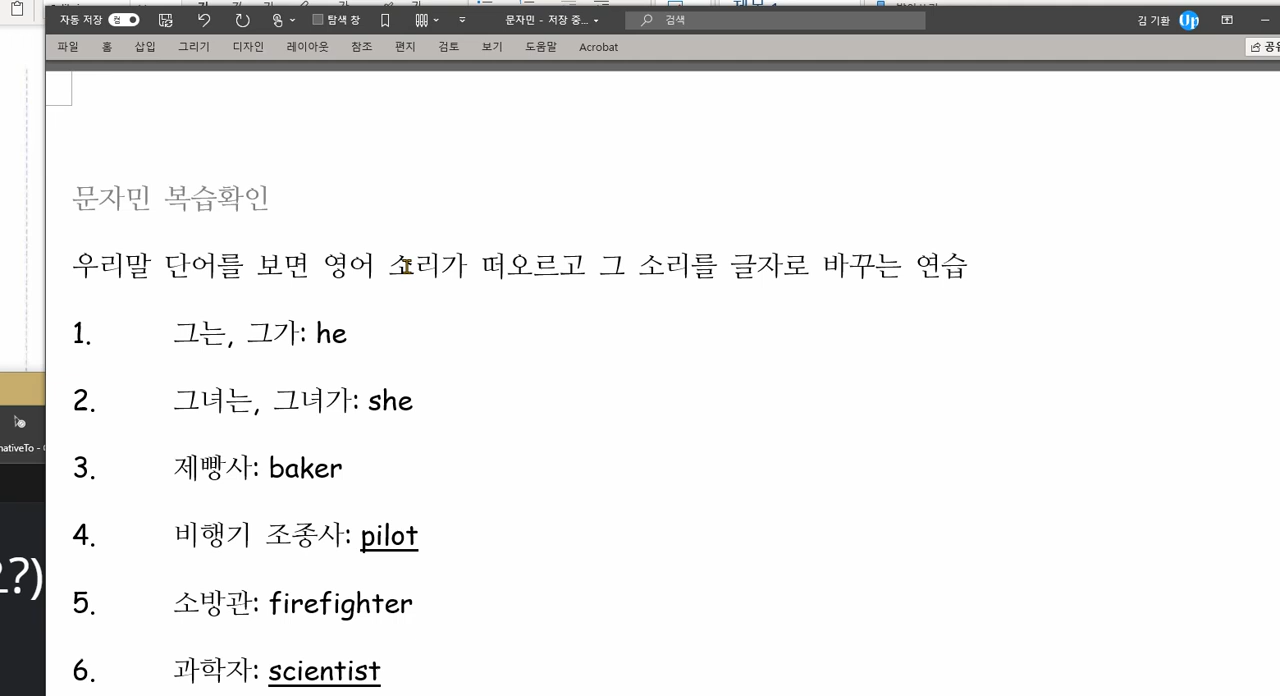 자동 저장 컴 탐색 창 문자민 - 저장 중... 검색 김 기환 Up
파일 홈 삽입 그리기 디자인 레이아웃 참조 편지 검토 보기 도움말 Acrobat
문자민 복습확인
우리말 단어를 보면 영어 소리가 떠오르고 그 소리를 글자로 바꾸는 연습
1. 그는, 그가: he
2. 그녀는, 그녀가: she
3. 제빵사: baker
4. 비행기 조종사: pilot
5. 소방관: firefighter
6. 과학자: scientist
?)